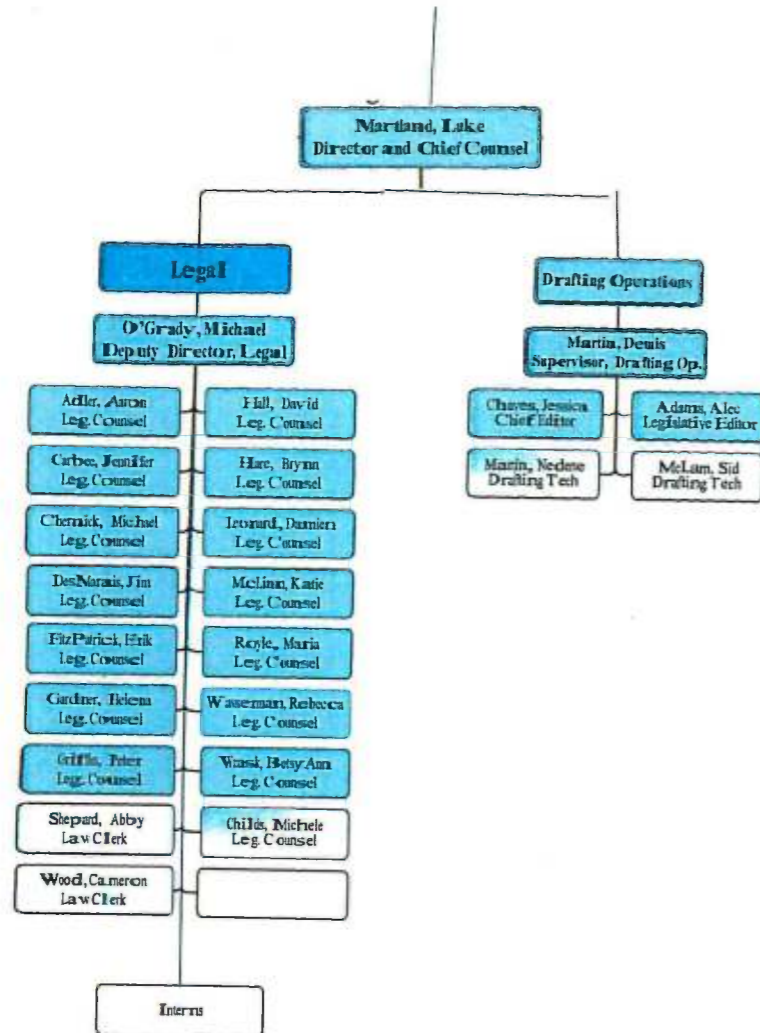 Martland, Luke
Director and Chief Counsel
Legal
Drafting Operations
O'Grady, Michael
Deputy Director, Legal
Martin, Denis
Supervisor, Drafting Op.
Adler, Aaron
Leg. Counsel
Hall, David
Leg. Counsel
Chaves, Jessica
Chief Editor
Adams, Alec
Legislative Editor
Carbee, Jennifer
Leg. Counsel
Hare, Brynn
Leg. Counsel
Martin,
Drafting Tech
McLam, Sid
Drafting Tech
Chernick, Michael
Leg. Counsel
Leonard, Damien
Leg. Counsel
DesMarais, Jim
Leg. Counsel
McLinn, Katie
Leg. Counsel
FitzPatrick, Erik
Leg. Counsel
Royle, Maria
Leg. Counsel
Gardner, Helena
Leg. Counsel
Wasserman, Rebecca
Leg. Counsel
Griffin, Peter
Leg. Counsel
Wrask, Betsy Ann
Leg. Counsel
Shepard, Abby
Law Clerk
Childs, Michele
Leg. Counsel
Wood, Cameron
Law Clerk
Interns